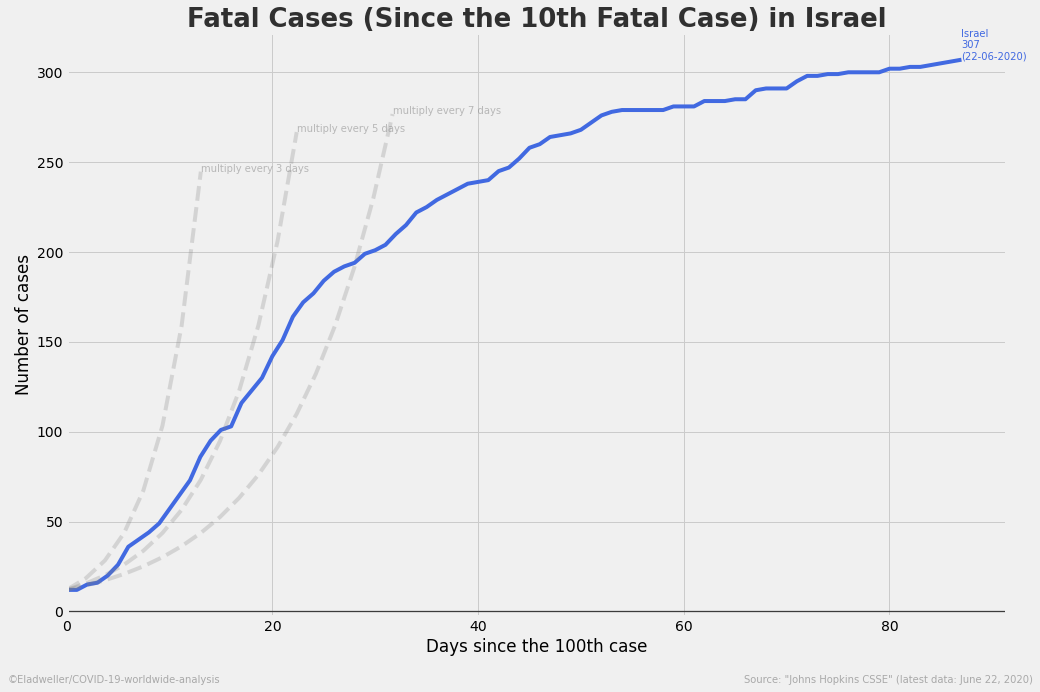 Fatal Cases (Since the 10th Fatal Case) in Israel
Israel
307
(22-06-2020)
multiply every 7 days
multiply every 5 days
multiply every 3 days
Number of cases
300
250
200
150
100
50
0
0 20 40 60 80
Days since the 100th case
©Eladweller/COVID-19-worldwide-analysis
Source: "Johns Hopkins CSSE" (latest data: June 22, 2020)